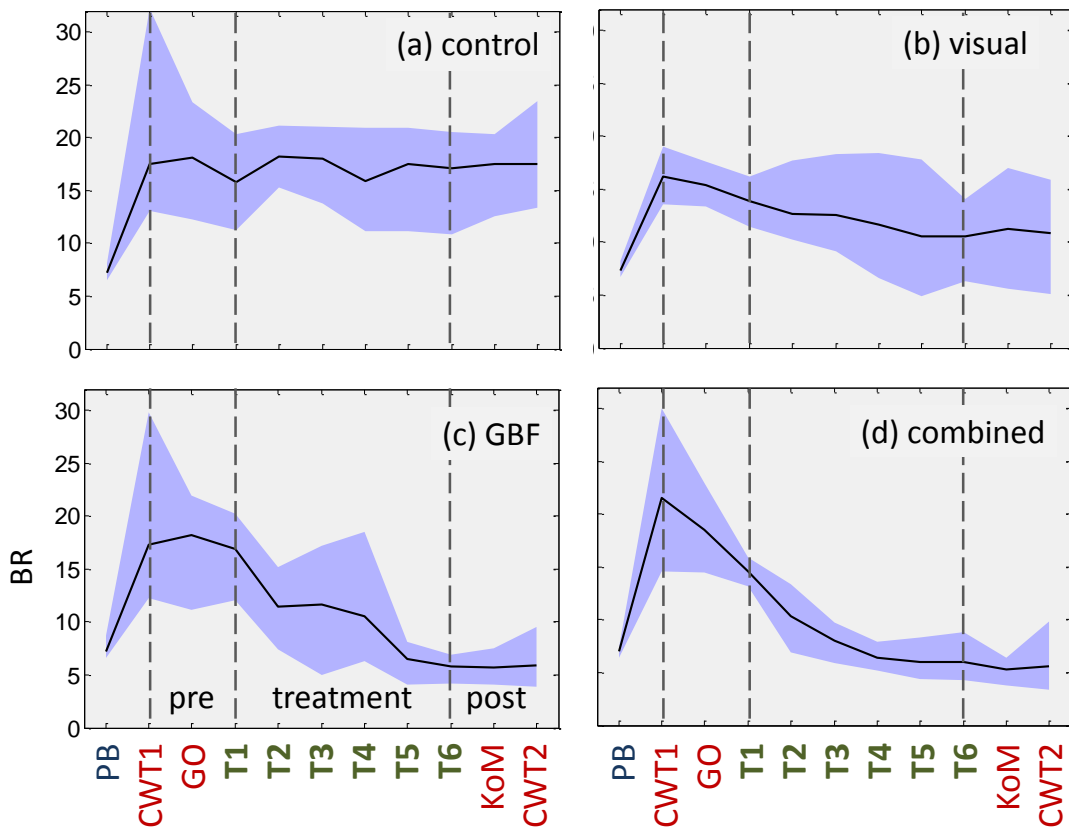 (a) control
30
25
20
15
10
5
0
(b) visual
(c) GBF
30
25
20
15
10
5
0
BR
pre
treatment
post
(d) combined
PB
CWT1
GO
T1
T2
T3
T4
T5
T6
KoM
CWT2
PB
CWT1
GO
T1
T2
T3
T4
T5
T6
KoM
CWT2